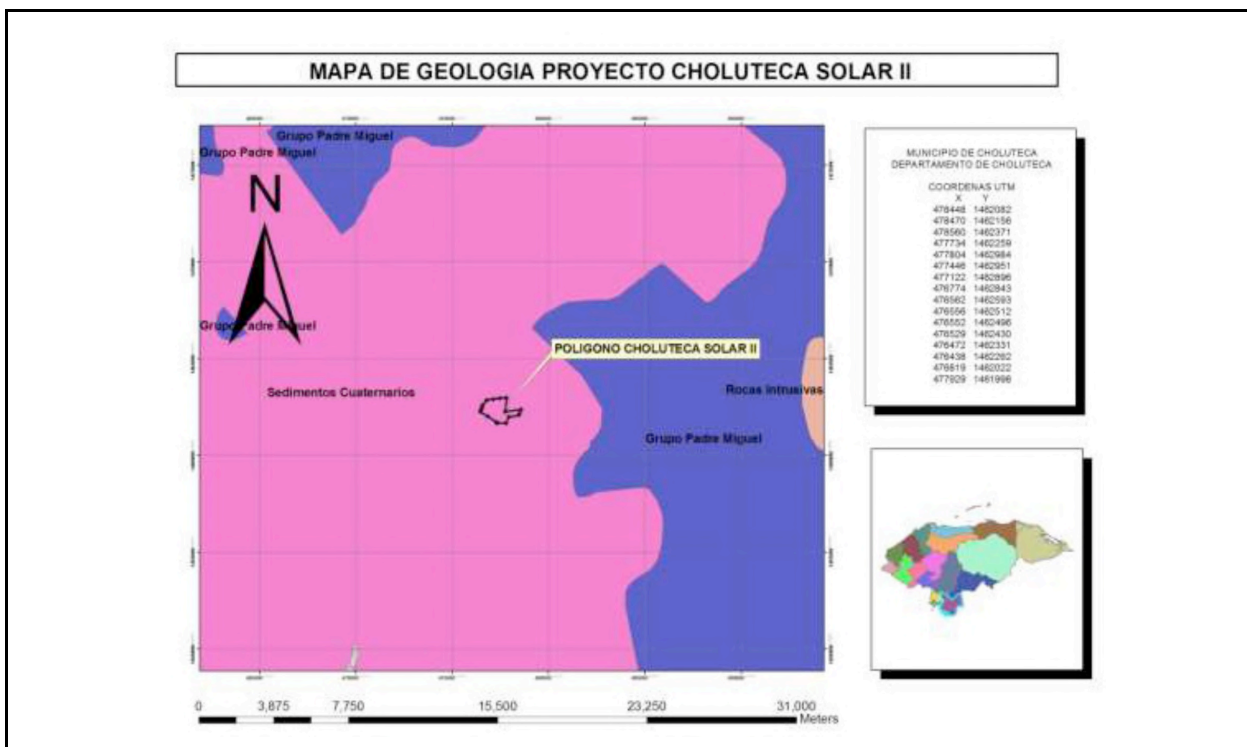 MAPA DE GEOLOGIA PROYECTO CHOLUTECA SOLAR II
Grupo Padre Miguel
Grupo Padre Miguel
N
Grupo Padre Miguel
POLIGONO CHOLUTECA SOLAR II
Sedimentos Cuaternarios
Rocas Intrusivas
Grupo Padre Miguel
0 3,875 7,750 15,500 23,250 31,000
Meters
MUNICIPIO DE CHOLUTECA
DEPARTAMENTO DE CHOLUTECA
COORDENAS UTM
X Y
478448 1462082
478470 1462156
478560 1462371
477734 1462259
477804 1462984
477446 1462951
477122 1462896
476774 1462843
476562 1462593
476556 1462512
476552 1462496
476529 1462430
476472 1462331
476438 1462262
476819 1462022
477929 1461996